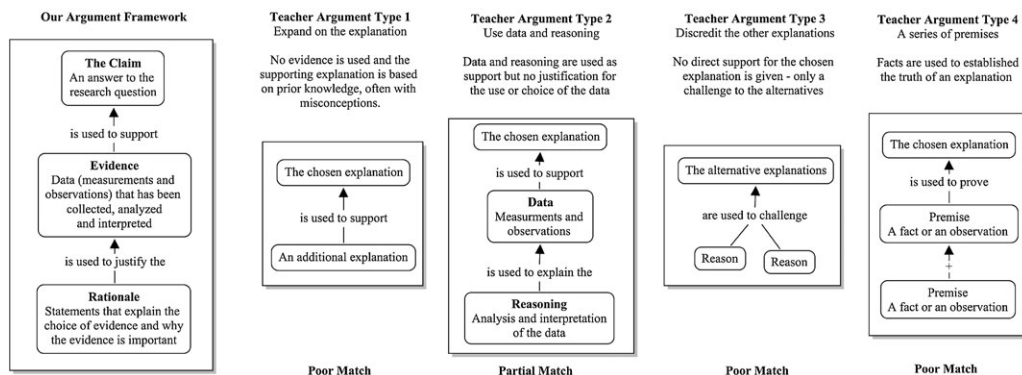 Our Argument Framework
The Claim
An answer to the
research question
is used to support
Evidence
Data (measurements and
observations) that has been
collected, analyzed
and interpreted
is used to justify the
Rationale
Statements that explain the
choice of evidence and why
the evidence is important
Teacher Argument Type 1
Expand on the explanation
No evidence is used and the
supporting explanation is based
on prior knowledge, often with
misconceptions.
The chosen explanation
is used to support
An additional explanation
Poor Match
Teacher Argument Type 2
Use data and reasoning
Data and reasoning are used as
support but no justification for
the use or choice of the data
The chosen explanation
is used to support
Data
Measurments and
observations
is used to explain the
Reasoning
Analysis and interpretation
of the data
Partial Match
Teacher Argument Type 3
Discredit the other explanations
No direct support for the chosen
explanation is given - only a
challenge to the alternatives
The alternative explanations
are used to challenge
Reason
Reason
Poor Match
Teacher Argument Type 4
A series of premises
Facts are used to established
the truth of an explanation
The chosen explanation
is used to prove
Premise
A fact or an observation
+
Premise
A fact or an observation
Poor Match